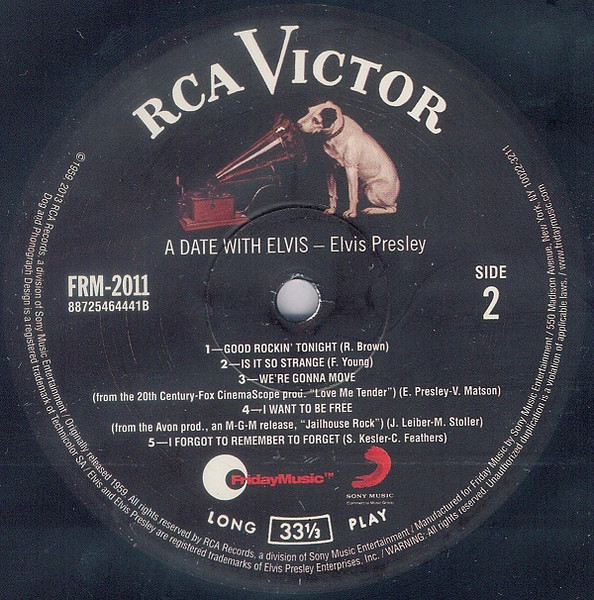 RCA VICTOR
A DATE WITH ELVIS – Elvis Presley
FRM-2011
88725464441B
SIDE
2
1—GOOD ROCKIN' TONIGHT (R. Brown)
2—IS IT SO STRANGE (F. Young)
3—WE'RE GONNA MOVE
(from the 20th Century-Fox CinemaScope prod. "Love Me Tender") (E. Presley-V. Matson)
4—I WANT TO BE FREE
(from the Avon prod., an M-G-M release, "Jailhouse Rock") (J. Leiber-M. Stoller)
5—I FORGOT TO REMEMBER TO FORGET (S. Kesler-C. Feathers)
FridayMusic™
SONY MUSIC
LONG 33⅓ PLAY
© 1959, 2013 RCA Records, a division of Sony Music Entertainment / Originally released 1959. All rights reserved by RCA Records, a division of Sony Music Entertainment / Manufactured for Friday Music by Sony Music Entertainment / 550 Madison Avenue, New York, NY 10022-3211
Dog and Phonograph Design is a registered trademark of Technicolor SA / Elvis and Elvis Presley are registered trademarks of Elvis Presley Enterprises, Inc. / WARNING: All rights reserved. Unauthorized duplication is a violation of applicable laws. / www.fridaymusic.com